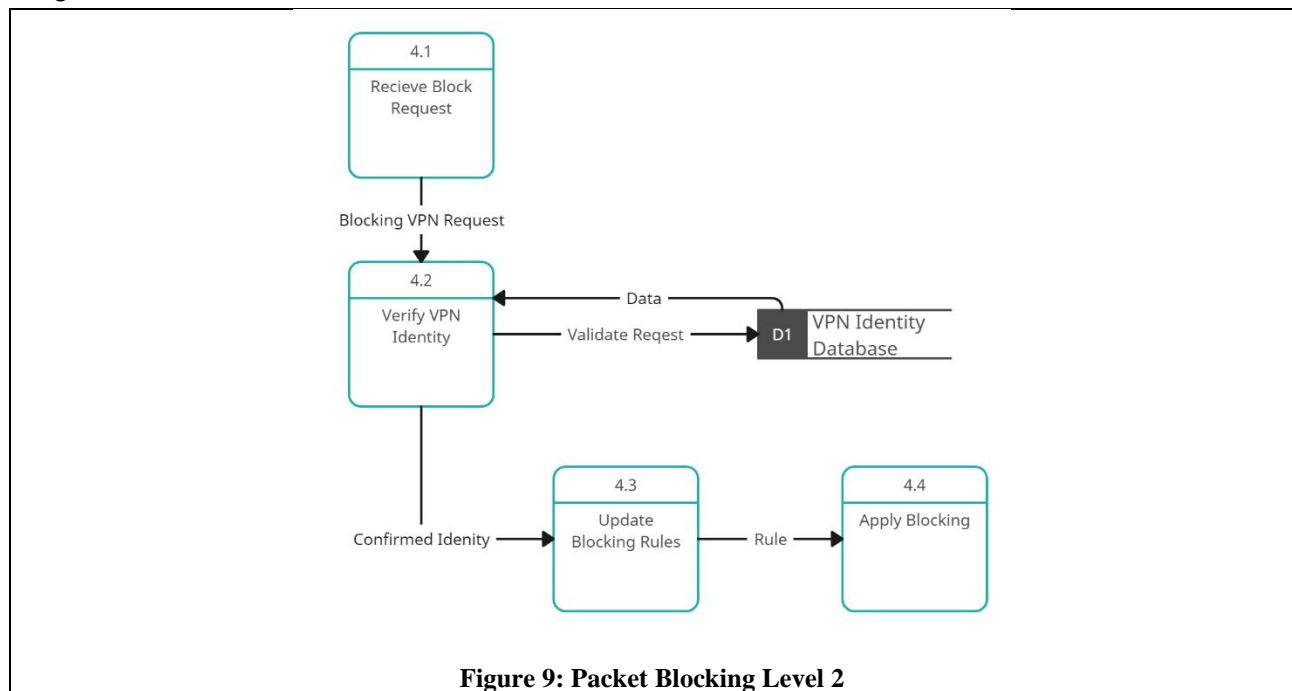 4.1
Recieve Block
Request
Blocking VPN Request
4.2
Verify VPN
Identity
Data
Validate Reqest
D1
VPN Identity
Database
4.3
Update
Blocking Rules
4.4
Apply Blocking
Confirmed Idenity
Rule
Figure 9: Packet Blocking Level 2